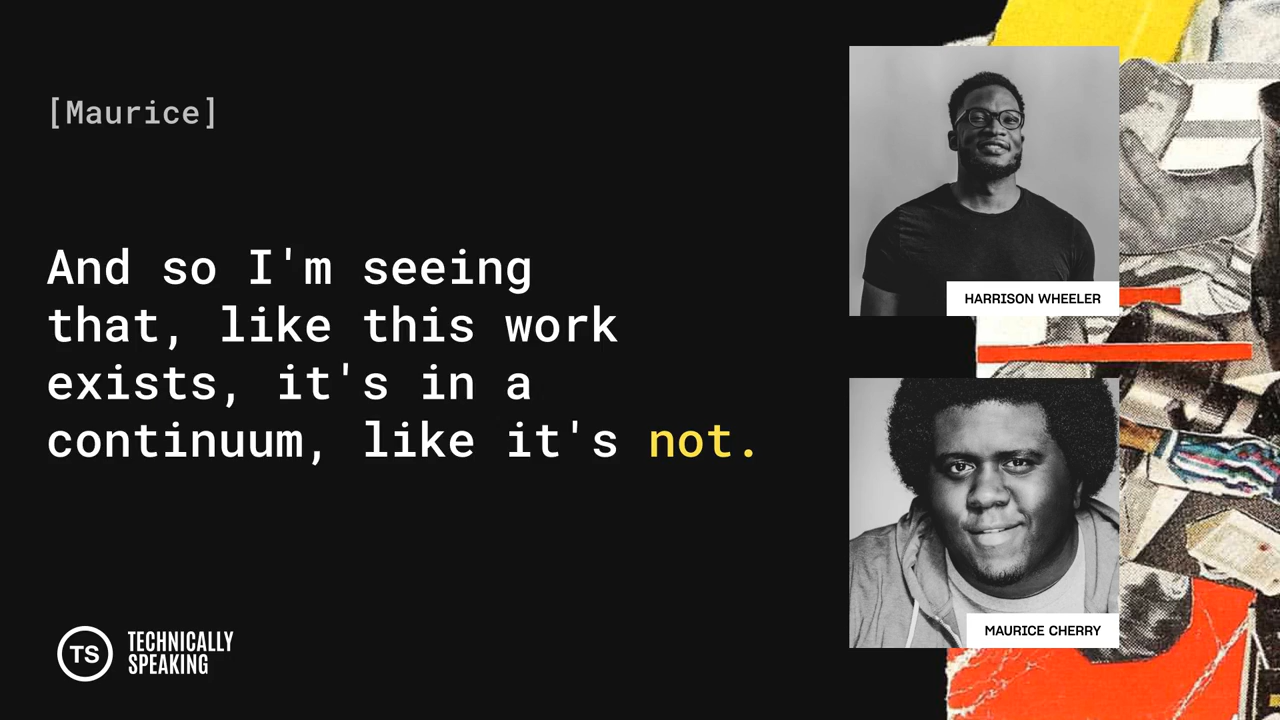 [Maurice]
And so I'm seeing
that, like this work
exists, it's in a
continuum, like it's not.
HARRISON WHEELER
MAURICE CHERRY
TS
TECHNICALLY
SPEAKING